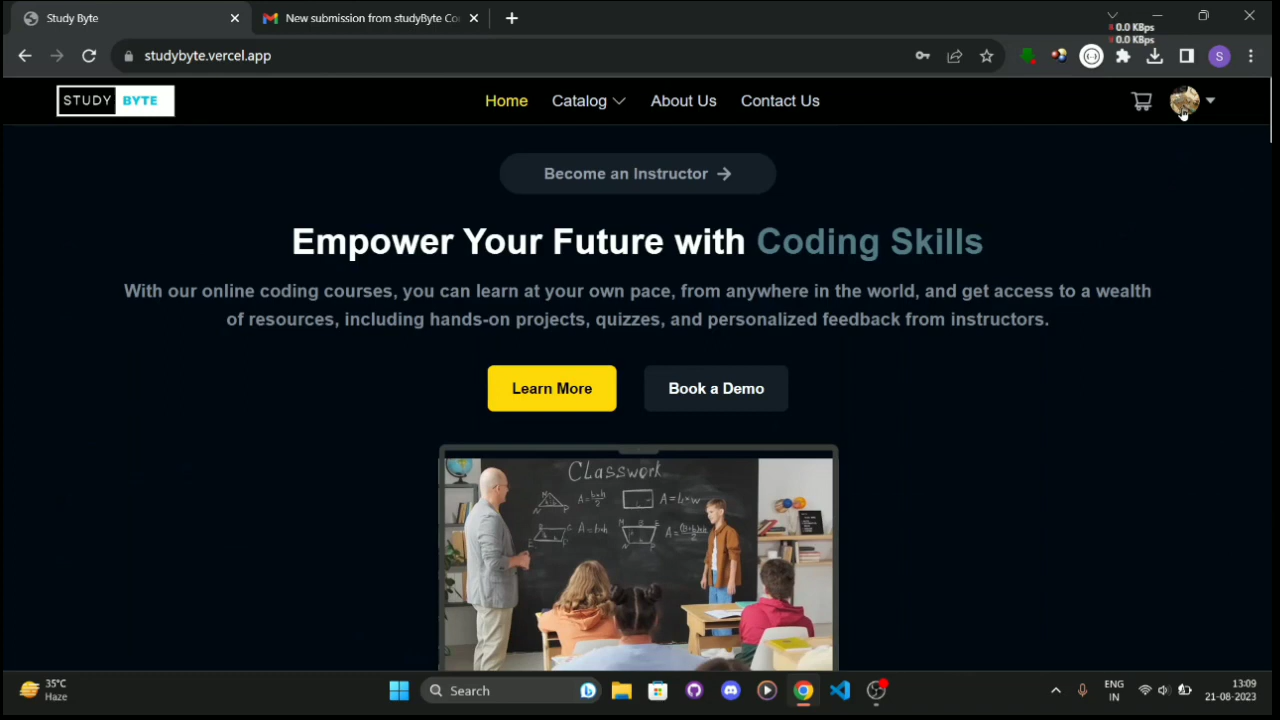 Study Byte
New submission from studyByte Co
0.0 KBps
0.0 KBps
studybyte.vercel.app
S
STUDY BYTE
Home
Catalog
About Us
Contact Us
Become an Instructor
Empower Your Future with Coding Skills
With our online coding courses, you can learn at your own pace, from anywhere in the world, and get access to a wealth
of resources, including hands-on projects, quizzes, and personalized feedback from instructors.
Learn More
Book a Demo
Classwork
35°C
Haze
Search
ENG
IN
13:09
21-08-2023